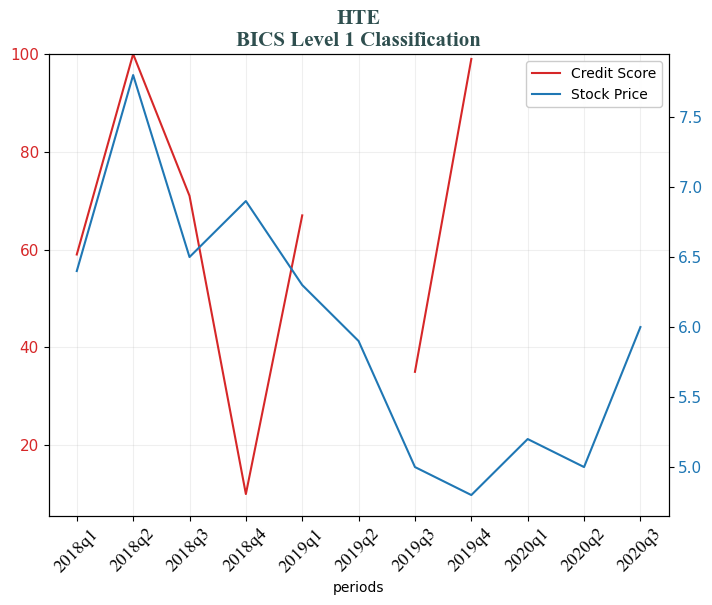 HTE
BICS Level 1 Classification
Credit Score
Stock Price
100
80
60
40
20
7.5
7.0
6.5
6.0
5.5
5.0
2018q1
2018q2
2018q3
2018q4
2019q1
2019q2
2019q3
2019q4
2020q1
2020q2
2020q3
periods